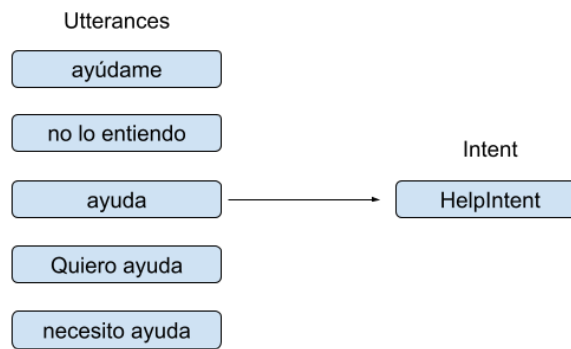 Utterances
ayúdame
no lo entiendo
Intent
ayuda
HelpIntent
Quiero ayuda
necesito ayuda